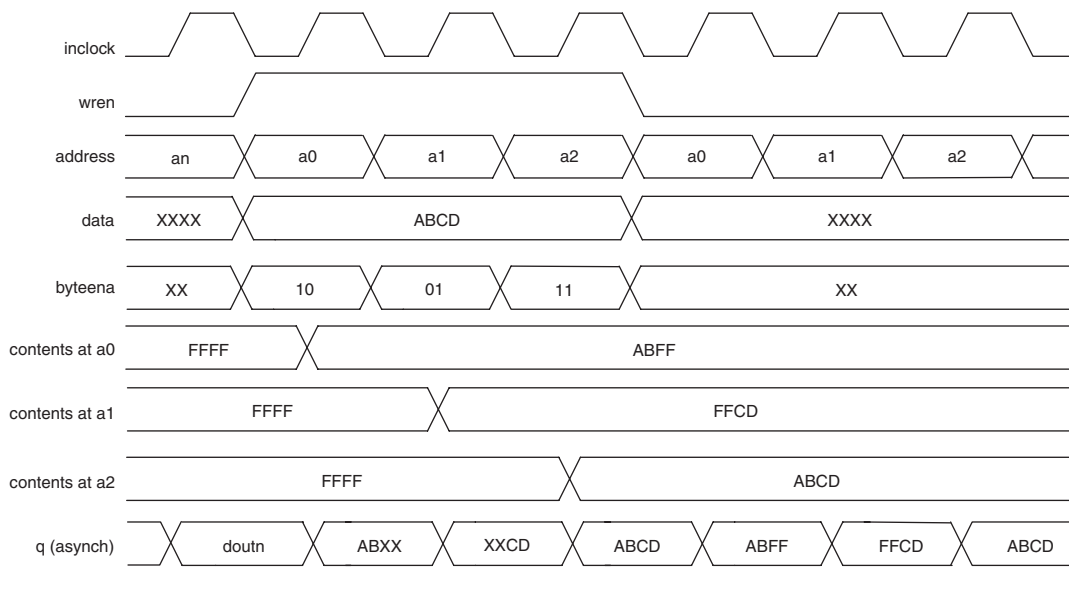 inclock
wren
address an a0 a1 a2 a0 a1 a2
data XXXX ABCD XXXX
byteena XX 10 01 11 XX
contents at a0 FFFF ABFF
contents at a1 FFFF FFCD
contents at a2 FFFF ABCD
q (asynch) doutn ABXX XXCD ABCD ABFF FFCD ABCD